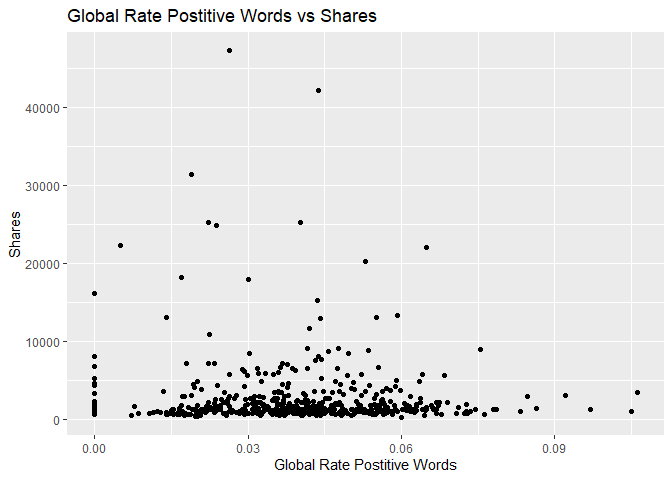 Global Rate Postitive Words vs Shares
40000
30000
20000
10000
0
Shares
0.00 0.03 0.06 0.09
Global Rate Postitive Words